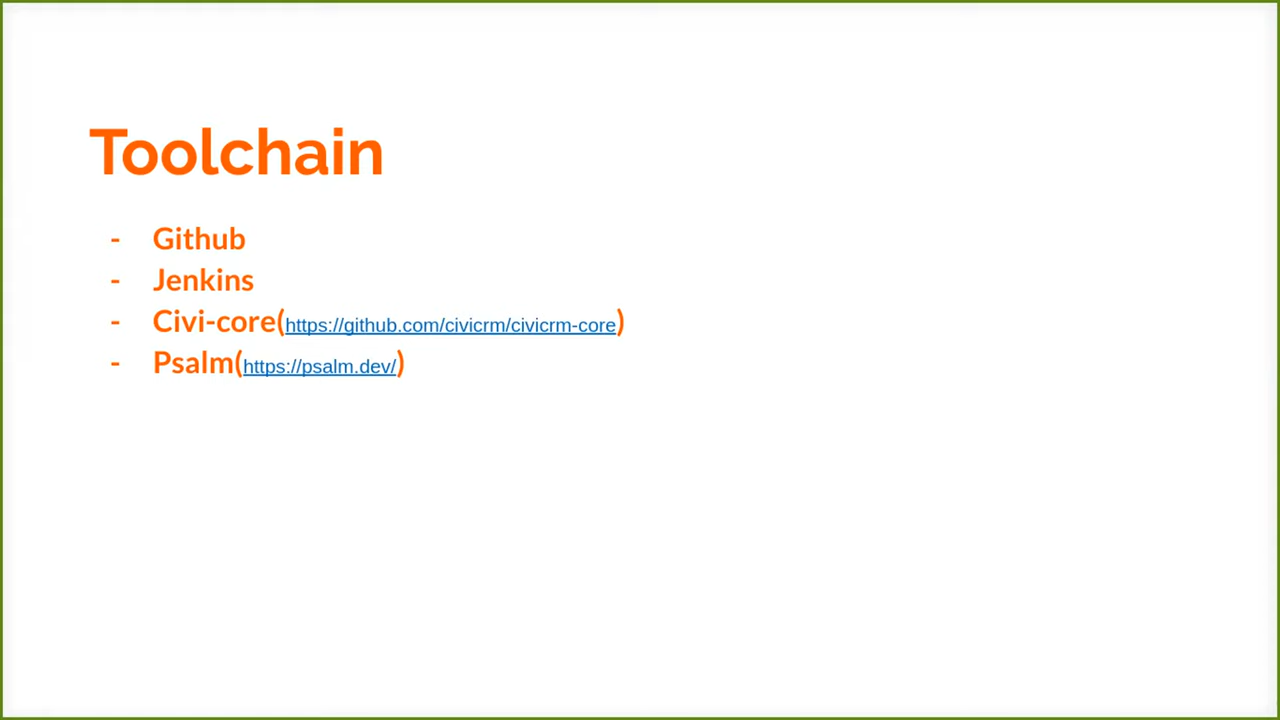 Toolchain
- Github
- Jenkins
- Civi-core(https://github.com/civicrm/civicrm-core)
- Psalm(https://psalm.dev/)